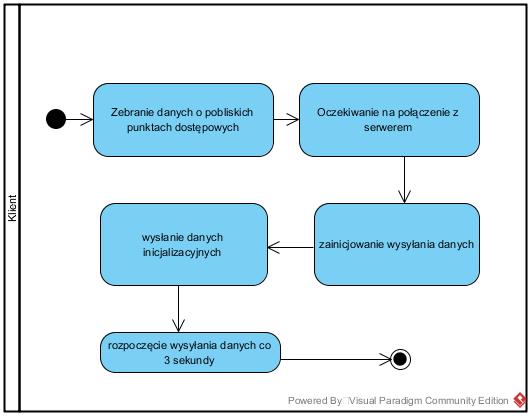 Klient
Zebranie danych o pobliskich
punktach dostępowych
Oczekiwanie na połączenie z
serwerem
zainicjowanie wysyłania danych
wysłanie danych
inicjalizacyjnych
rozpoczęcie wysyłania danych co
3 sekundy
Powered By Visual Paradigm Community Edition